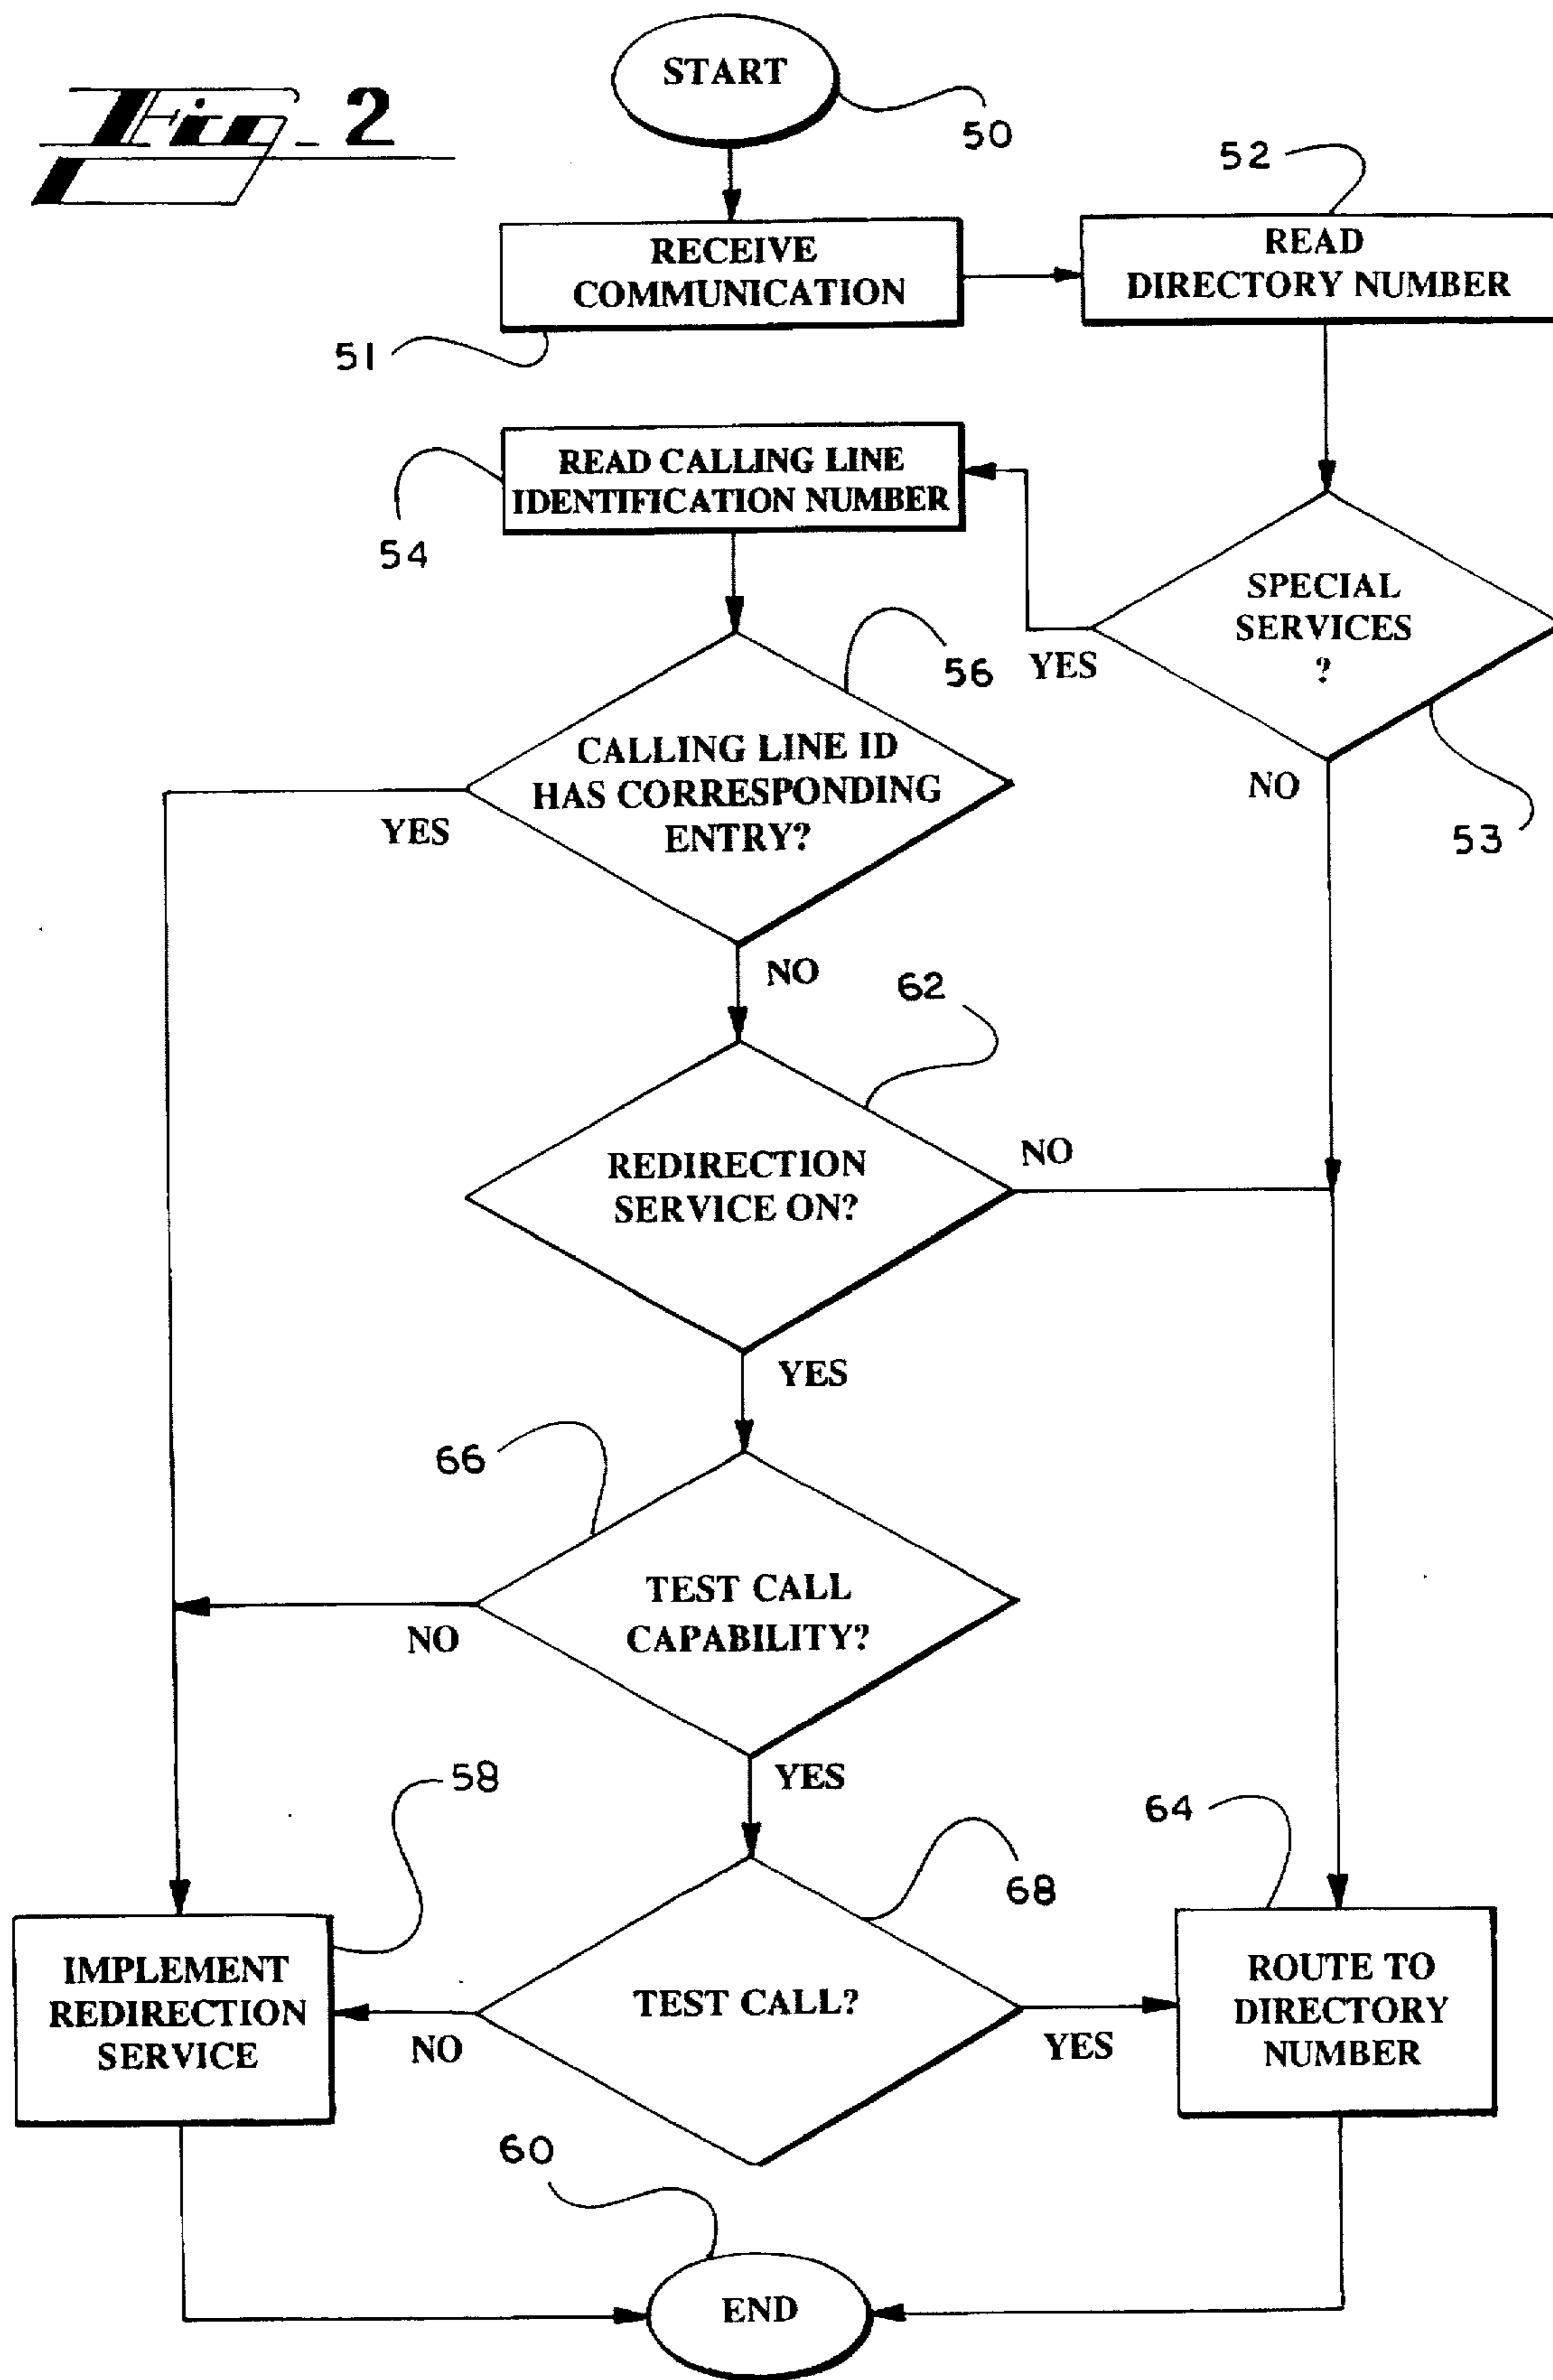 Fig. 2
START
50
52
RECEIVE
COMMUNICATION
READ
DIRECTORY NUMBER
51
READ CALLING LINE
IDENTIFICATION NUMBER
54
SPECIAL
SERVICES
?
YES
NO
53
56
CALLING LINE ID
HAS CORRESPONDING
ENTRY?
YES
NO
62
REDIRECTION
SERVICE ON?
NO
YES
66
TEST CALL
CAPABILITY?
NO
YES
58
64
68
IMPLEMENT
REDIRECTION
SERVICE
TEST CALL?
NO
YES
ROUTE TO
DIRECTORY
NUMBER
60
END